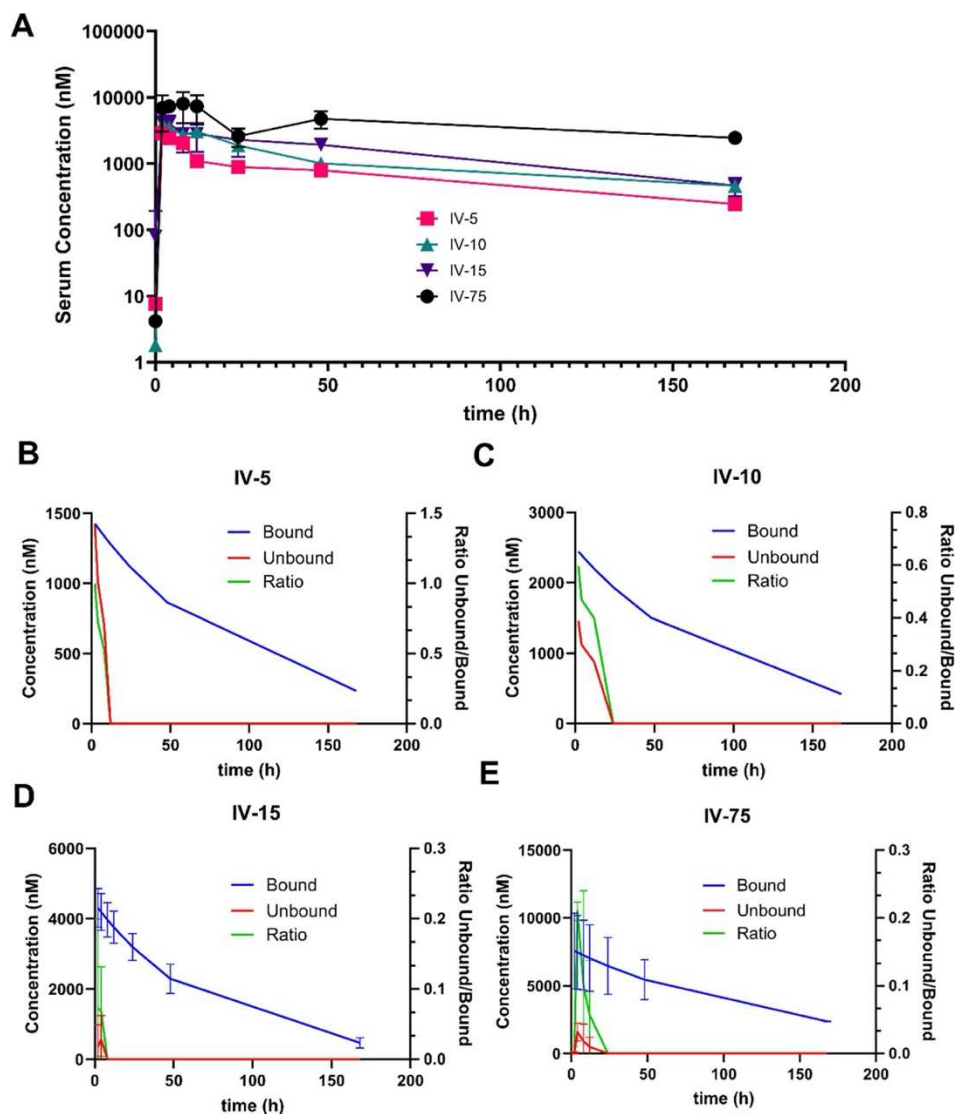 A
Serum Concentration (nM)
100000
10000
1000
100
10
1
IV-5
IV-10
IV-15
IV-75
0
50
100
150
200
time (h)
B
IV-5
Concentration (nM)
1500
1000
500
0
Bound
Unbound
Ratio
1.5
1.0
0.5
0.0
Ratio Unbound/Bound
0
50
100
150
200
time (h)
C
IV-10
Concentration (nM)
3000
2000
1000
0
Bound
Unbound
Ratio
0.8
0.6
0.4
0.2
0.0
Ratio Unbound/Bound
0
50
100
150
200
time (h)
D
IV-15
Concentration (nM)
6000
4000
2000
0
Bound
Unbound
Ratio
0.3
0.2
0.1
0.0
Ratio Unbound/Bound
0
50
100
150
200
time (h)
E
IV-75
Concentration (nM)
15000
10000
5000
0
Bound
Unbound
Ratio
0.3
0.2
0.1
0.0
Ratio Unbound/Bound
0
50
100
150
200
time (h)